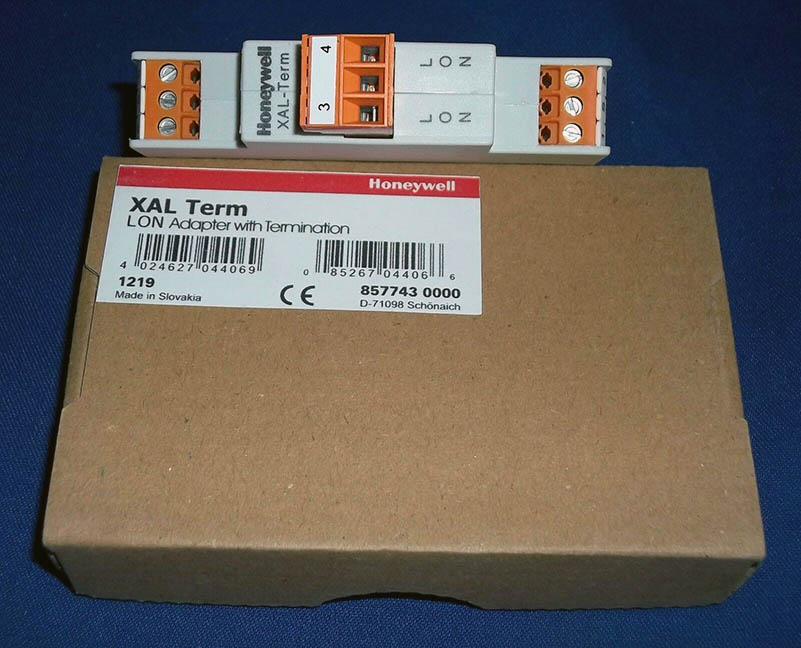 Honeywell
XAL-Term
4
3
LON
LON
Honeywell
XAL Term
LON Adapter with Termination
4 024627 044069
0 85267 04406 6
1219
857743 0000
Made in Slovakia
CE
D-71098 Schönaich